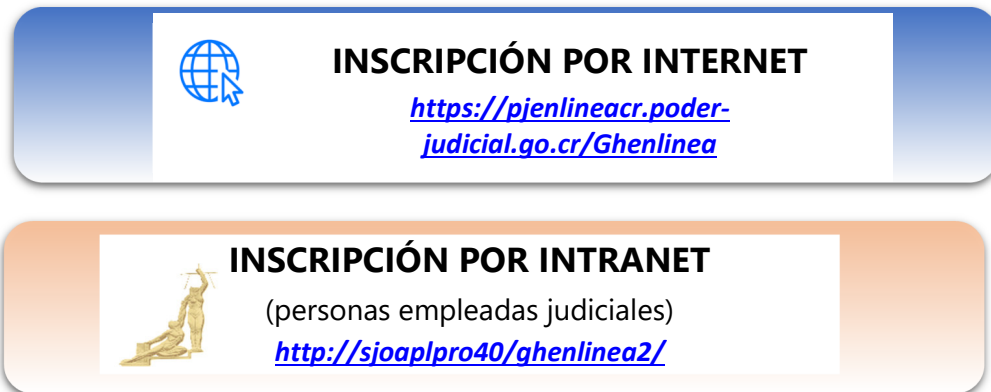 INSCRIPCIÓN POR INTERNET
https://pjenlineacr.poder-
judicial.go.cr/Ghenlinea
INSCRIPCIÓN POR INTRANET
(personas empleadas judiciales)
http://sjoaplpro40/ghenlinea2/